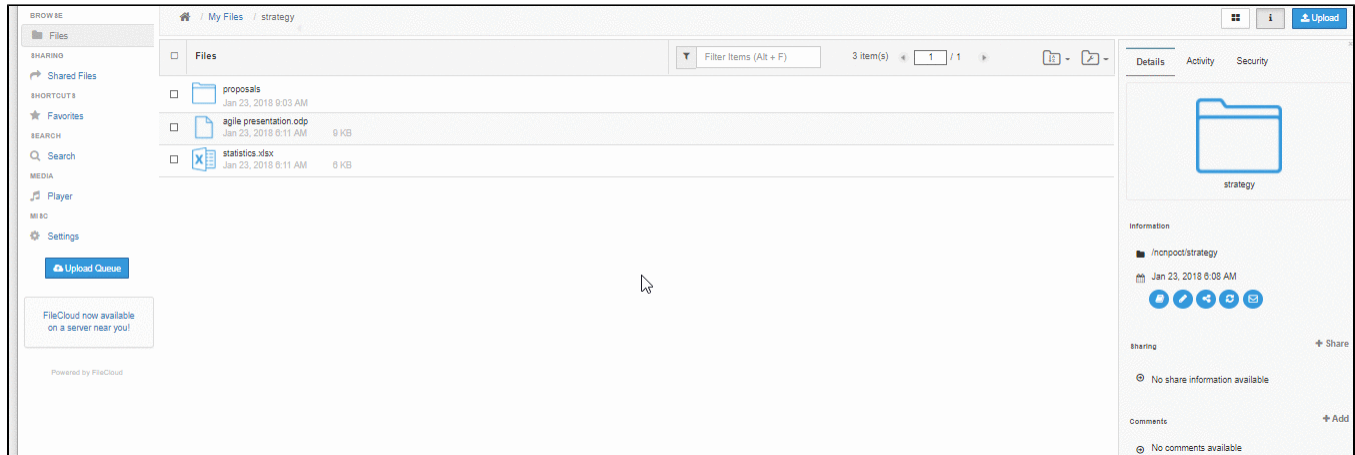 BROWSE
Files
SHARING
Shared Files
SHORTCUTS
Favorites
SEARCH
Search
MEDIA
Player
MISC
Settings
Upload Queue
FileCloud now available
on a server near you!
Powered by FileCloud
/ My Files / strategy
i Upload
Files
Filter Items (Alt + F)
3 item(s) 1 / 1
proposals
Jan 23, 2018 9:03 AM
agile presentation.odp
Jan 23, 2018 6:11 AM 9 KB
statistics.xlsx
Jan 23, 2018 6:11 AM 6 KB
Details Activity Security
strategy
Information
/ncnpoct/strategy
Jan 23, 2018 6:08 AM
Sharing + Share
No share information available
Comments + Add
No comments available